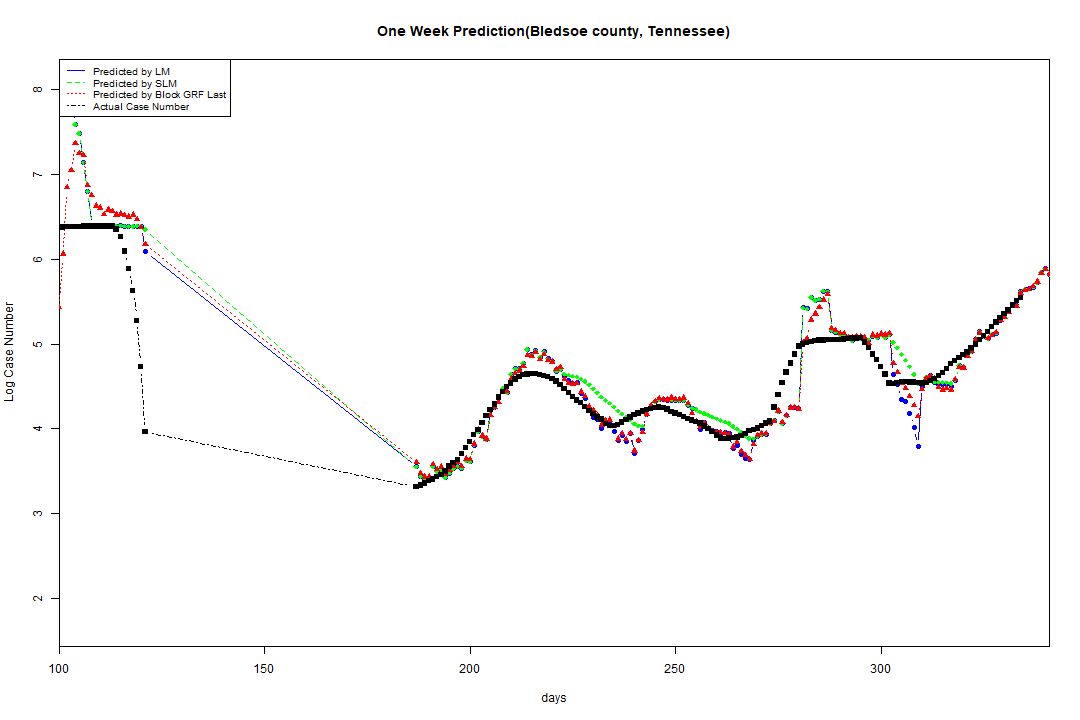 One Week Prediction(Bledsoe county, Tennessee)
Predicted by LM
Predicted by SLM
Predicted by Block GRF Last
Actual Case Number
8
7
6
5
4
3
2
Log Case Number
100 150 200 250 300
days